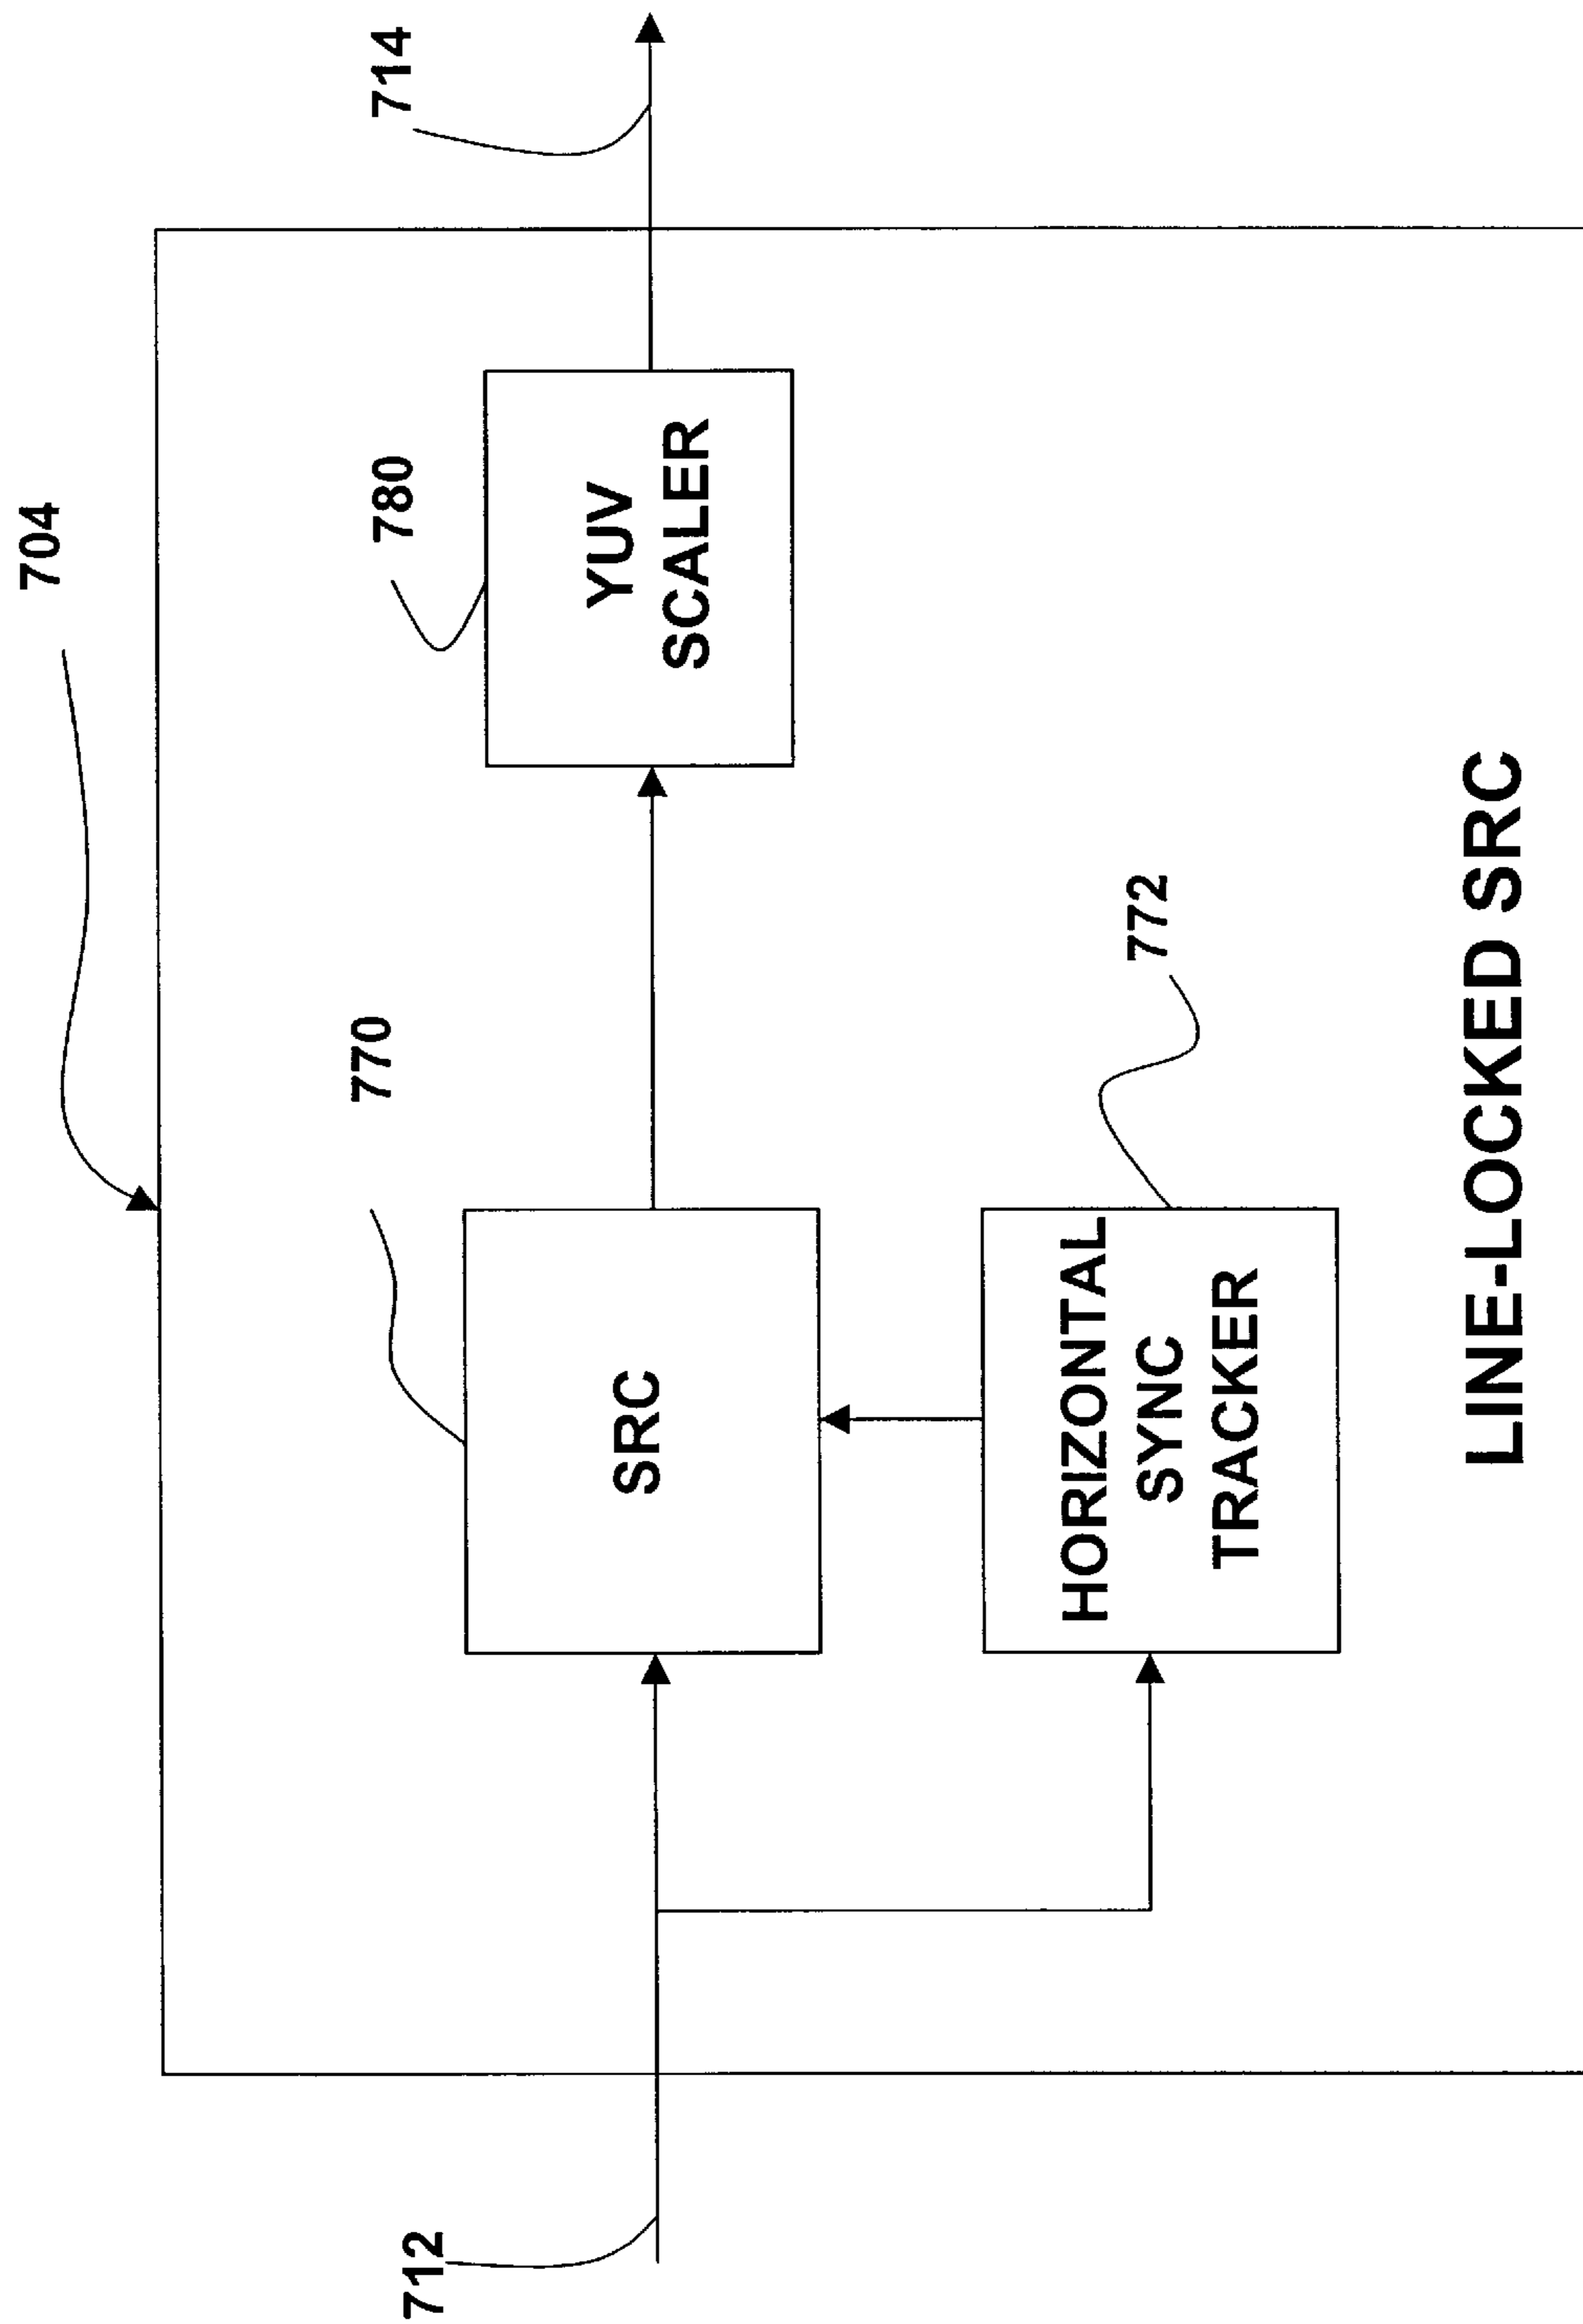 704
714
780
YUV
SCALER
770
SRC
772
HORIZONTAL
SYNC
TRACKER
712
LINE-LOCKED SRC